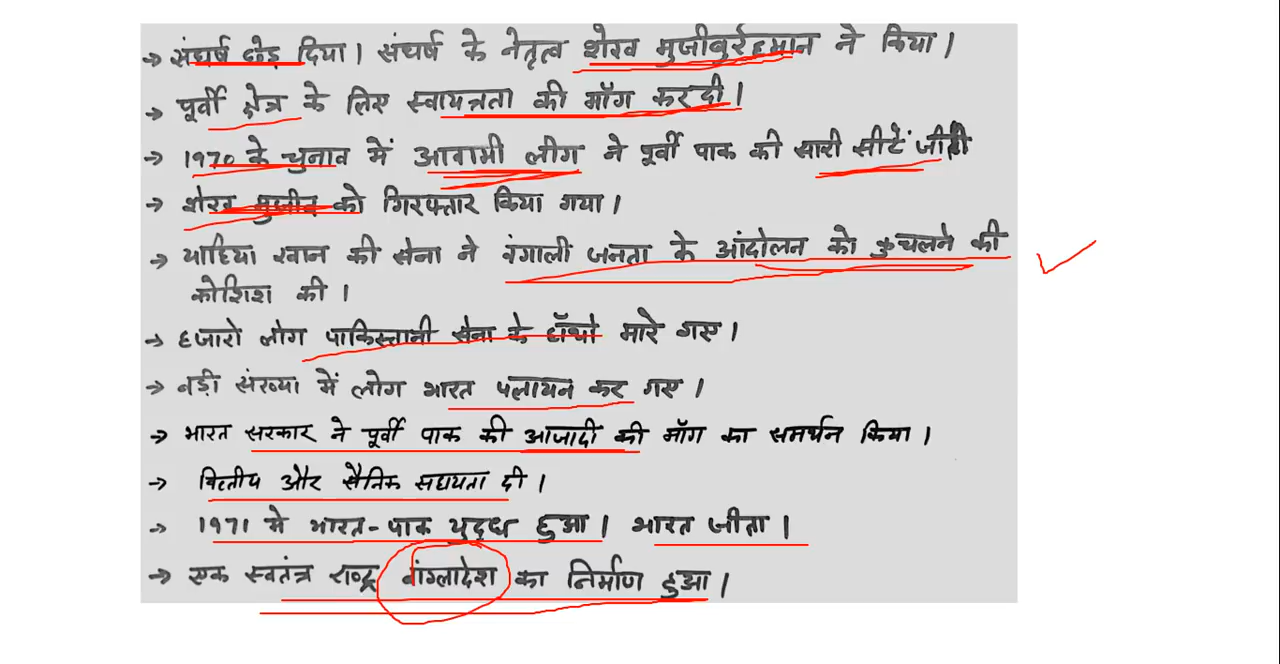 → संघर्ष छेड़ दिया। संघर्ष के नेतृत्व शेख मुजीबुर्रहमान ने किया।
→ पूर्वी क्षेत्र के लिए स्वायत्रता की माँग कर दी।
→ 1970 के चुनाव में आवामी लीग ने पूर्वी पाक की सारी सीटें जीती
→ शेख मुजीब को गिरफ्तार किया गया।
→ याहिया खान की सेना ने बंगाली जनता के आंदोलन को कुचलने की
कोशिश की।
→ हजारो लोग पाकिस्तानी सेना के हाँथो मारे गए।
→ बड़ी संख्या में लोग भारत पलायन कर गए।
→ भारत सरकार ने पूर्वी पाक की आजादी की माँग का समर्थन किया।
→ वित्तीय और सैनिक सहायता दी।
→ 1971 मे भारत-पाक युद्ध हुआ। भारत जीता।
→ एक स्वतंत्र राष्ट्र बांग्लादेश का निर्माण हुआ।